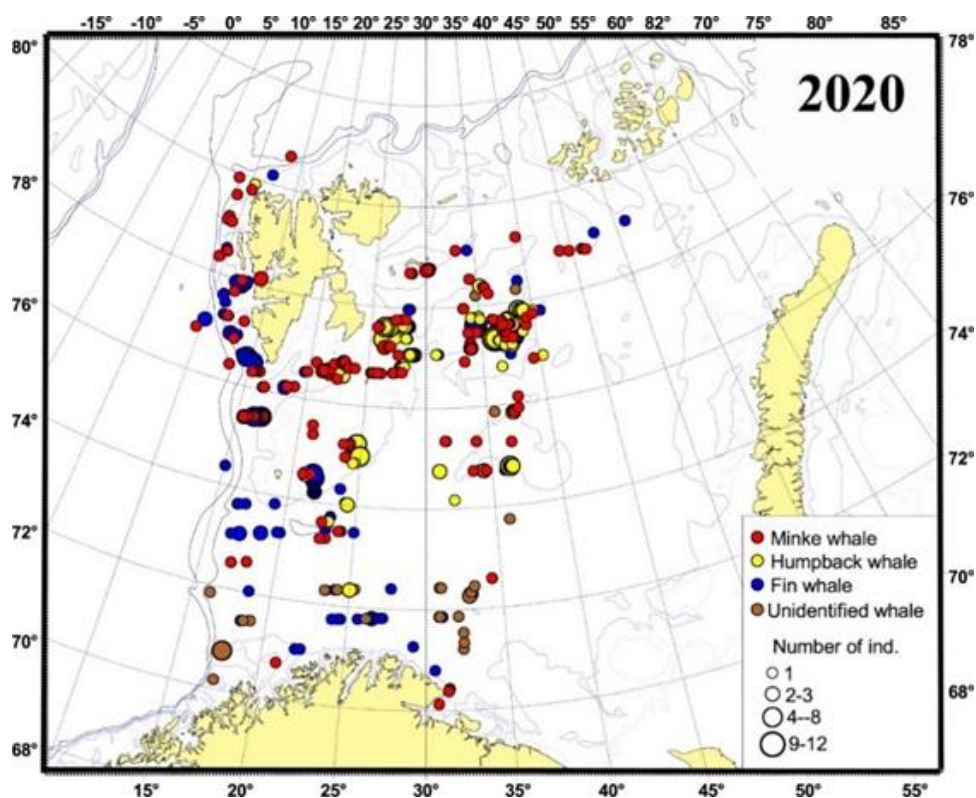 -15° -10° -5° 0° 5° 10° 15° 20° 25° 30° 35° 40° 45° 50° 55° 60° 82° 70° 75° 80° 85°
80° 78°
2020
78° 76°
76° 74°
74° 72°
72° 70°
70° 68°
68°
Minke whale
Humpback whale
Fin whale
Unidentified whale
Number of ind.
1
2-3
4--8
9-12
15° 20° 25° 30° 35° 40° 45° 50° 55°